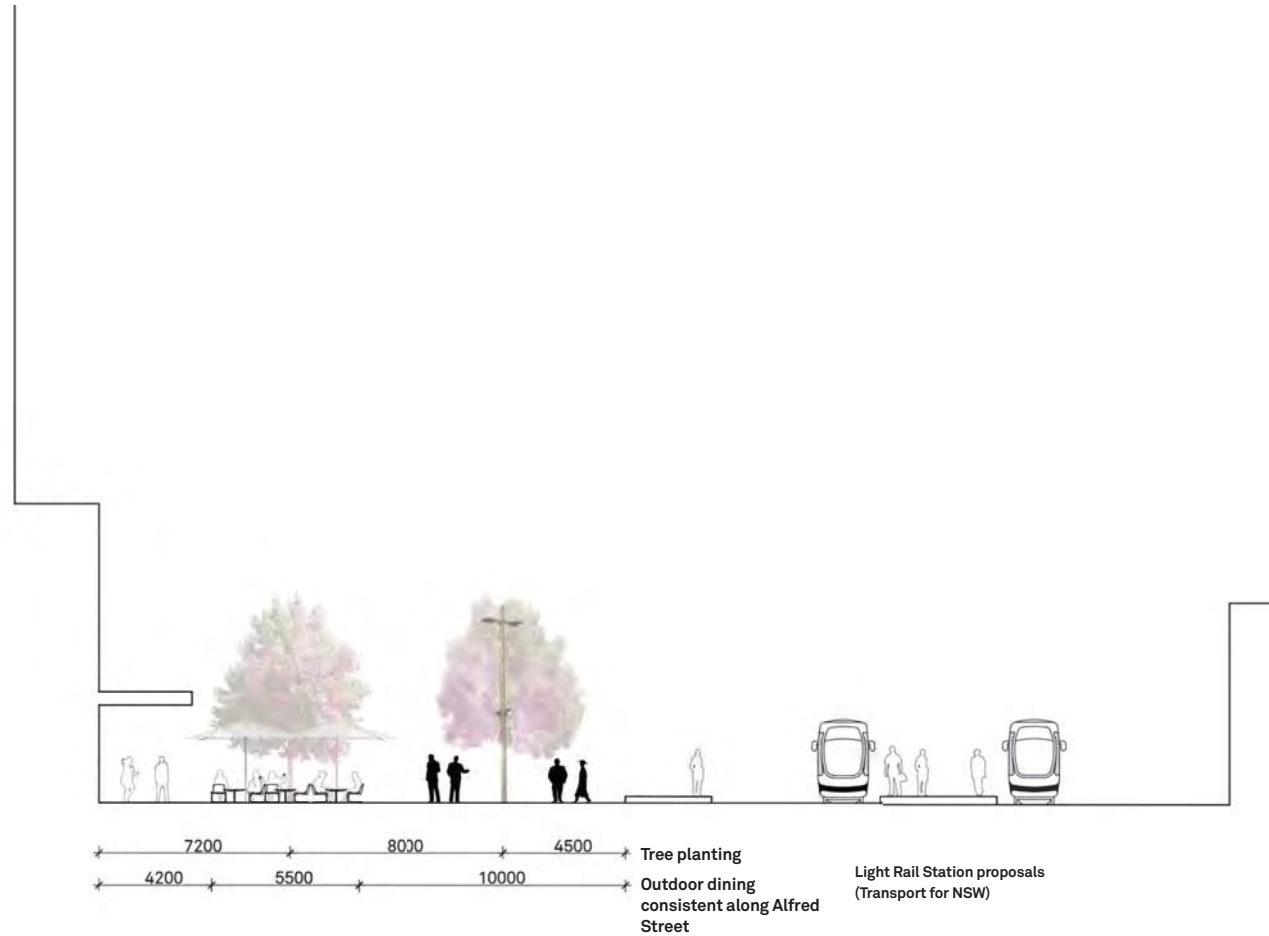 7200 8000 4500 Tree planting
4200 5500 10000 Outdoor dining
consistent along Alfred
Street
Light Rail Station proposals
(Transport for NSW)